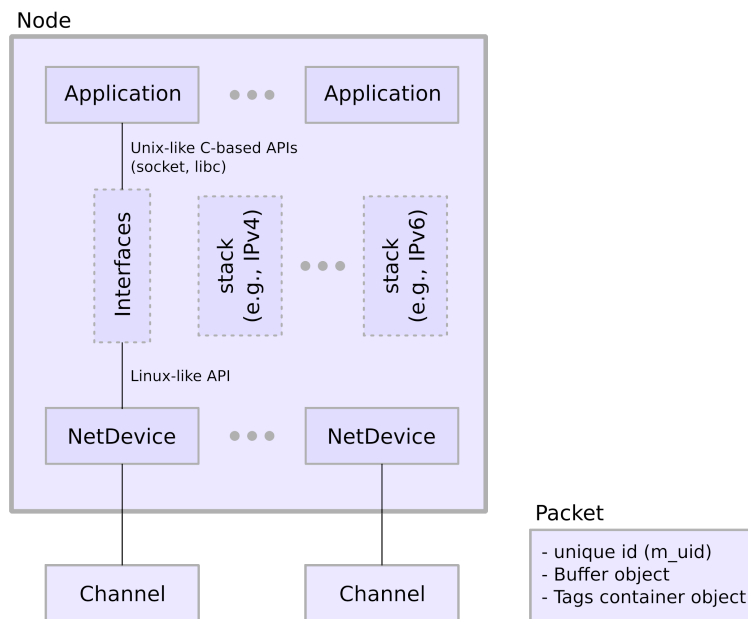 Node
Application
Application
Unix-like C-based APIs
(socket, libc)
Interfaces
stack
(e.g., IPv4)
stack
(e.g., IPv6)
Linux-like API
NetDevice
NetDevice
Channel
Channel
Packet
- unique id (m_uid)
- Buffer object
- Tags container object